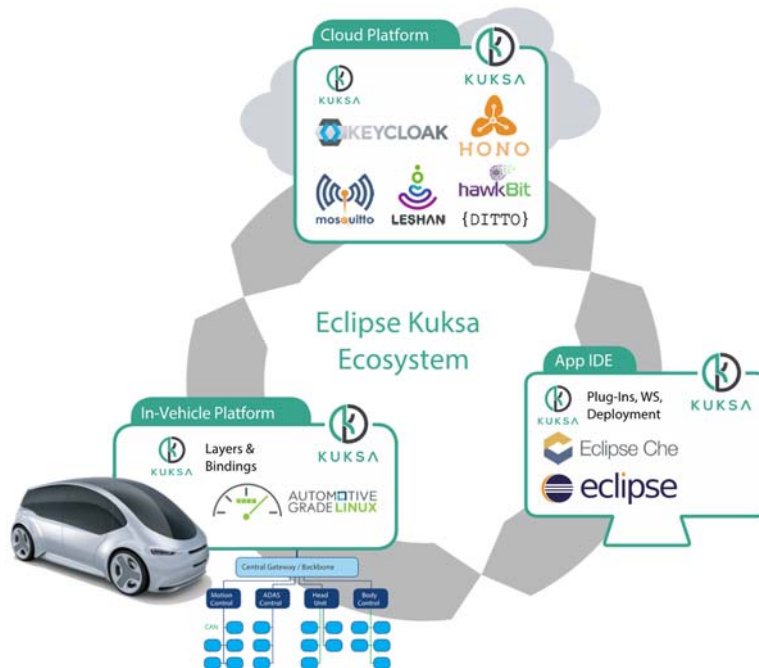 Cloud Platform
KUKSA
KUKSA
KEYCLOAK
HONO
mosquitto
LESHAN
hawkBit
{DITTO}
Eclipse Kuksa
Ecosystem
App IDE
KUKSA
KUKSA
Plug-Ins, WS,
Deployment
Eclipse Che
eclipse
In-Vehicle Platform
KUKSA
KUKSA
Layers &
Bindings
AUTOMOTIVE
GRADELINUX
Central Gateway / Backbone
Motion
Control
ADAS
Control
Head
Unit
Body
Control
CAN